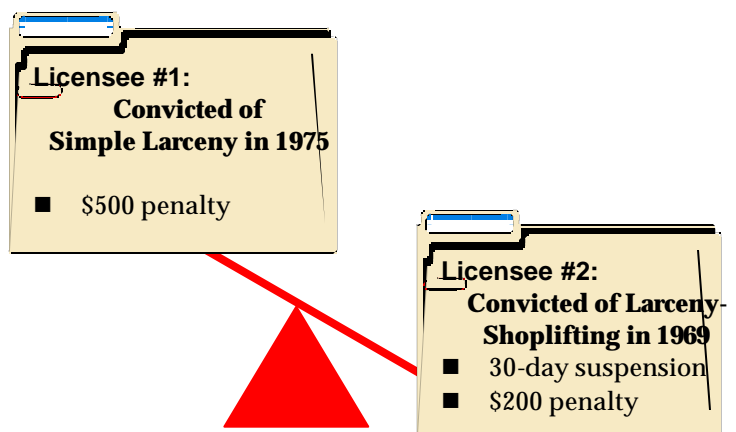 Licensee #1:
Convicted of
Simple Larceny in 1975
■ $500 penalty
Licensee #2:
Convicted of Larceny-
Shoplifting in 1969
■ 30-day suspension
■ $200 penalty